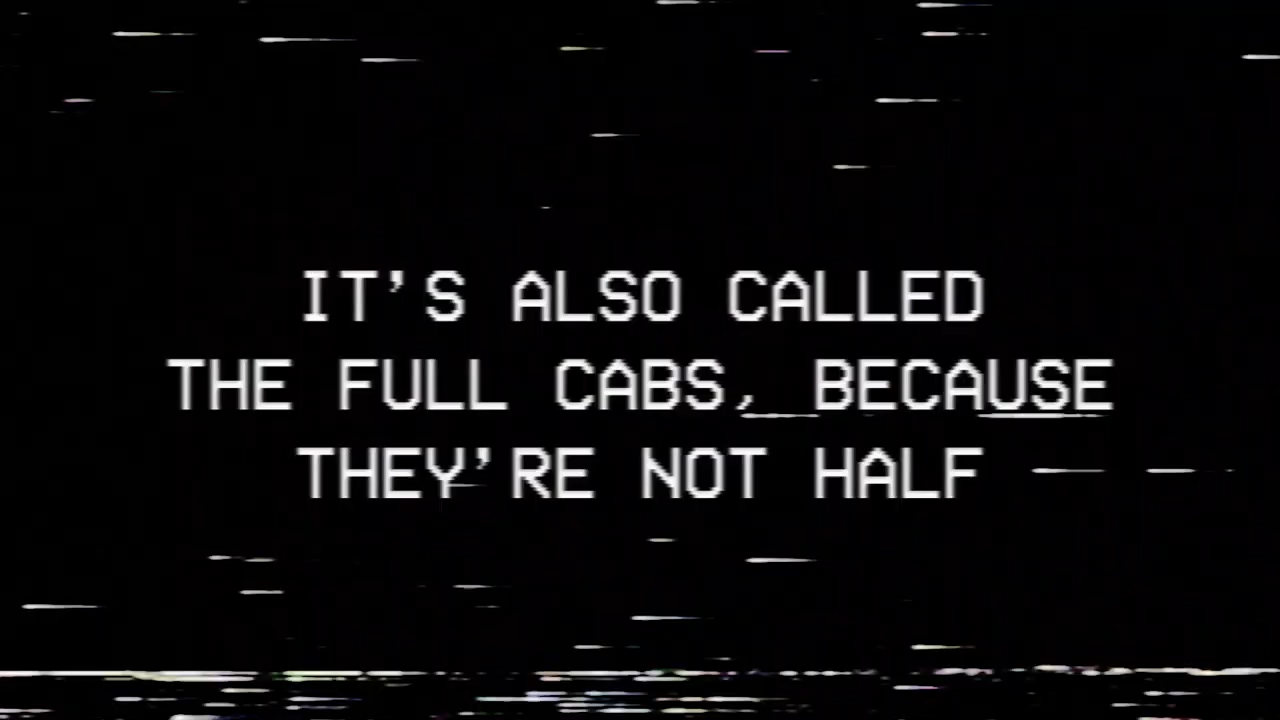 IT’S ALSO CALLED
THE FULL CABS, BECAUSE
THEY’RE NOT HALF